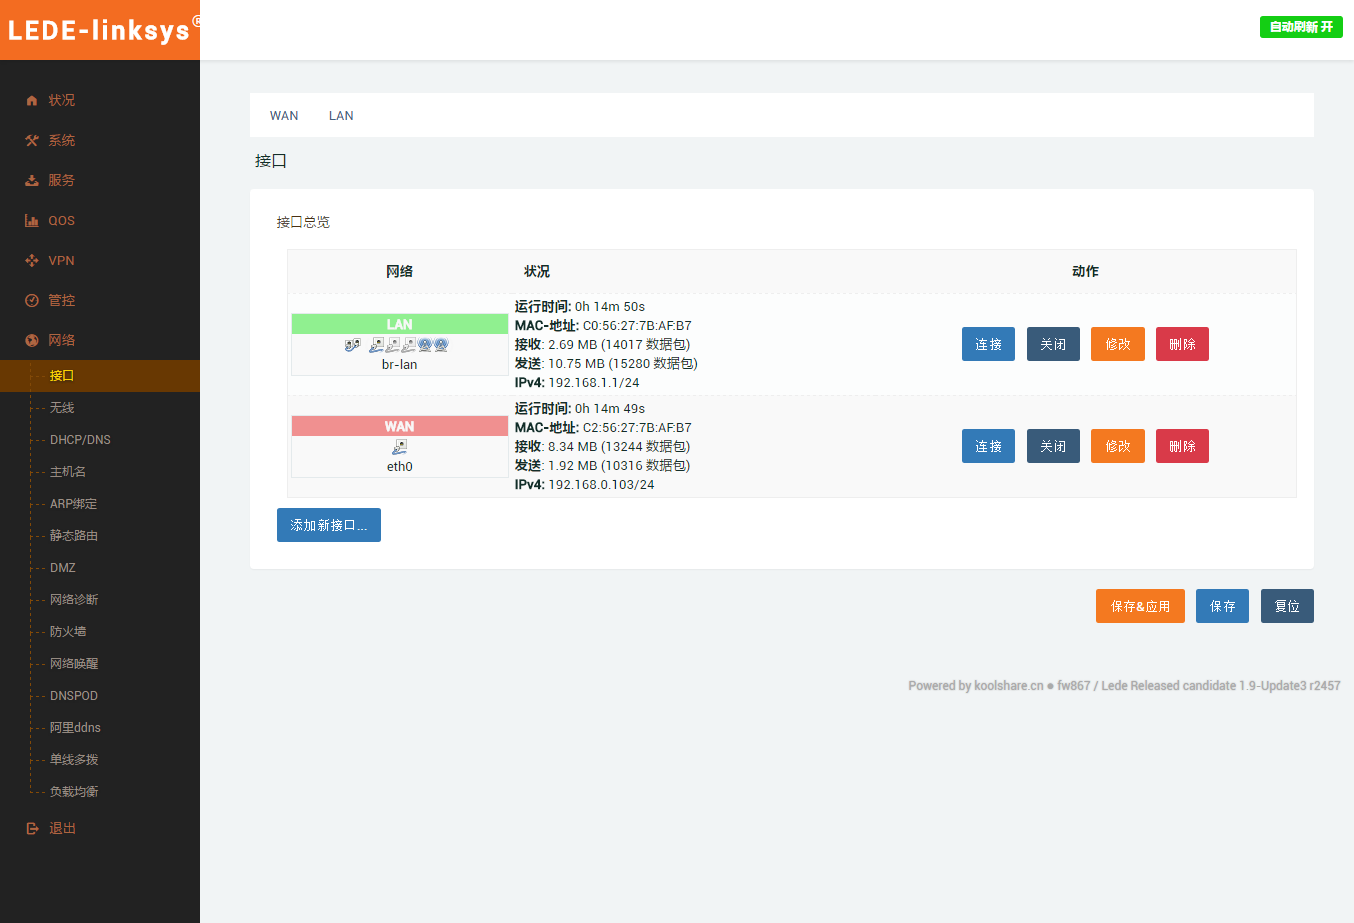 LEDE-linksys®
自动刷新 开
状况
系统
服务
QOS
VPN
管控
网络
接口
无线
DHCP/DNS
主机名
ARP绑定
静态路由
DMZ
网络诊断
防火墙
网络唤醒
DNSPOD
阿里ddns
单线多拨
负载均衡
退出
WAN LAN
接口
接口总览
网络 状况 动作
LAN
br-lan
运行时间: 0h 14m 50s
MAC-地址: C0:56:27:7B:AF:B7
接收: 2.69 MB (14017 数据包)
发送: 10.75 MB (15280 数据包)
IPv4: 192.168.1.1/24
连接 关闭 修改 删除
WAN
eth0
运行时间: 0h 14m 49s
MAC-地址: C2:56:27:7B:AF:B7
接收: 8.34 MB (13244 数据包)
发送: 1.92 MB (10316 数据包)
IPv4: 192.168.0.103/24
连接 关闭 修改 删除
添加新接口...
保存&应用 保存 复位
Powered by koolshare.cn ● fw867 / Lede Released candidate 1.9-Update3 r2457